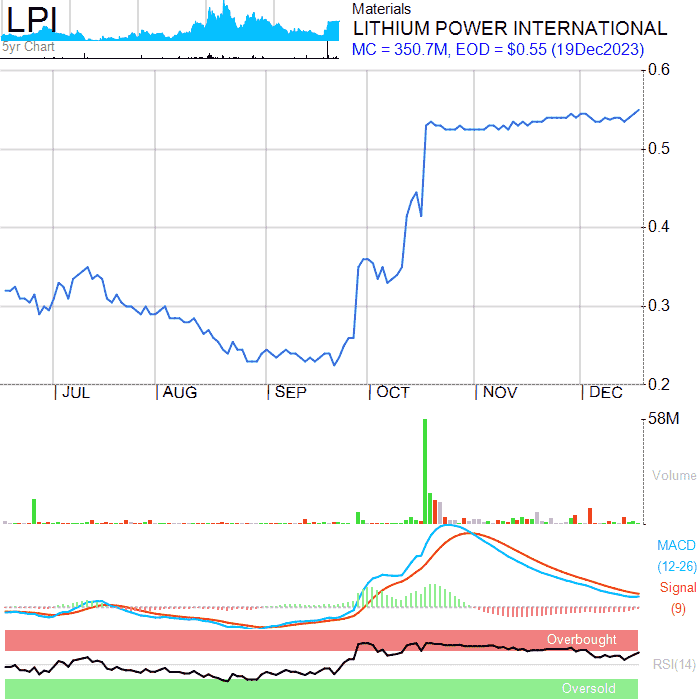 LPI
5yr Chart
Materials
LITHIUM POWER INTERNATIONAL
MC = 350.7M, EOD = $0.55 (19Dec2023)
0.6
0.5
0.4
0.3
0.2
JUL AUG SEP OCT NOV DEC
58M
Volume
MACD
(12-26)
Signal
(9)
Overbought
RSI(14)
Oversold